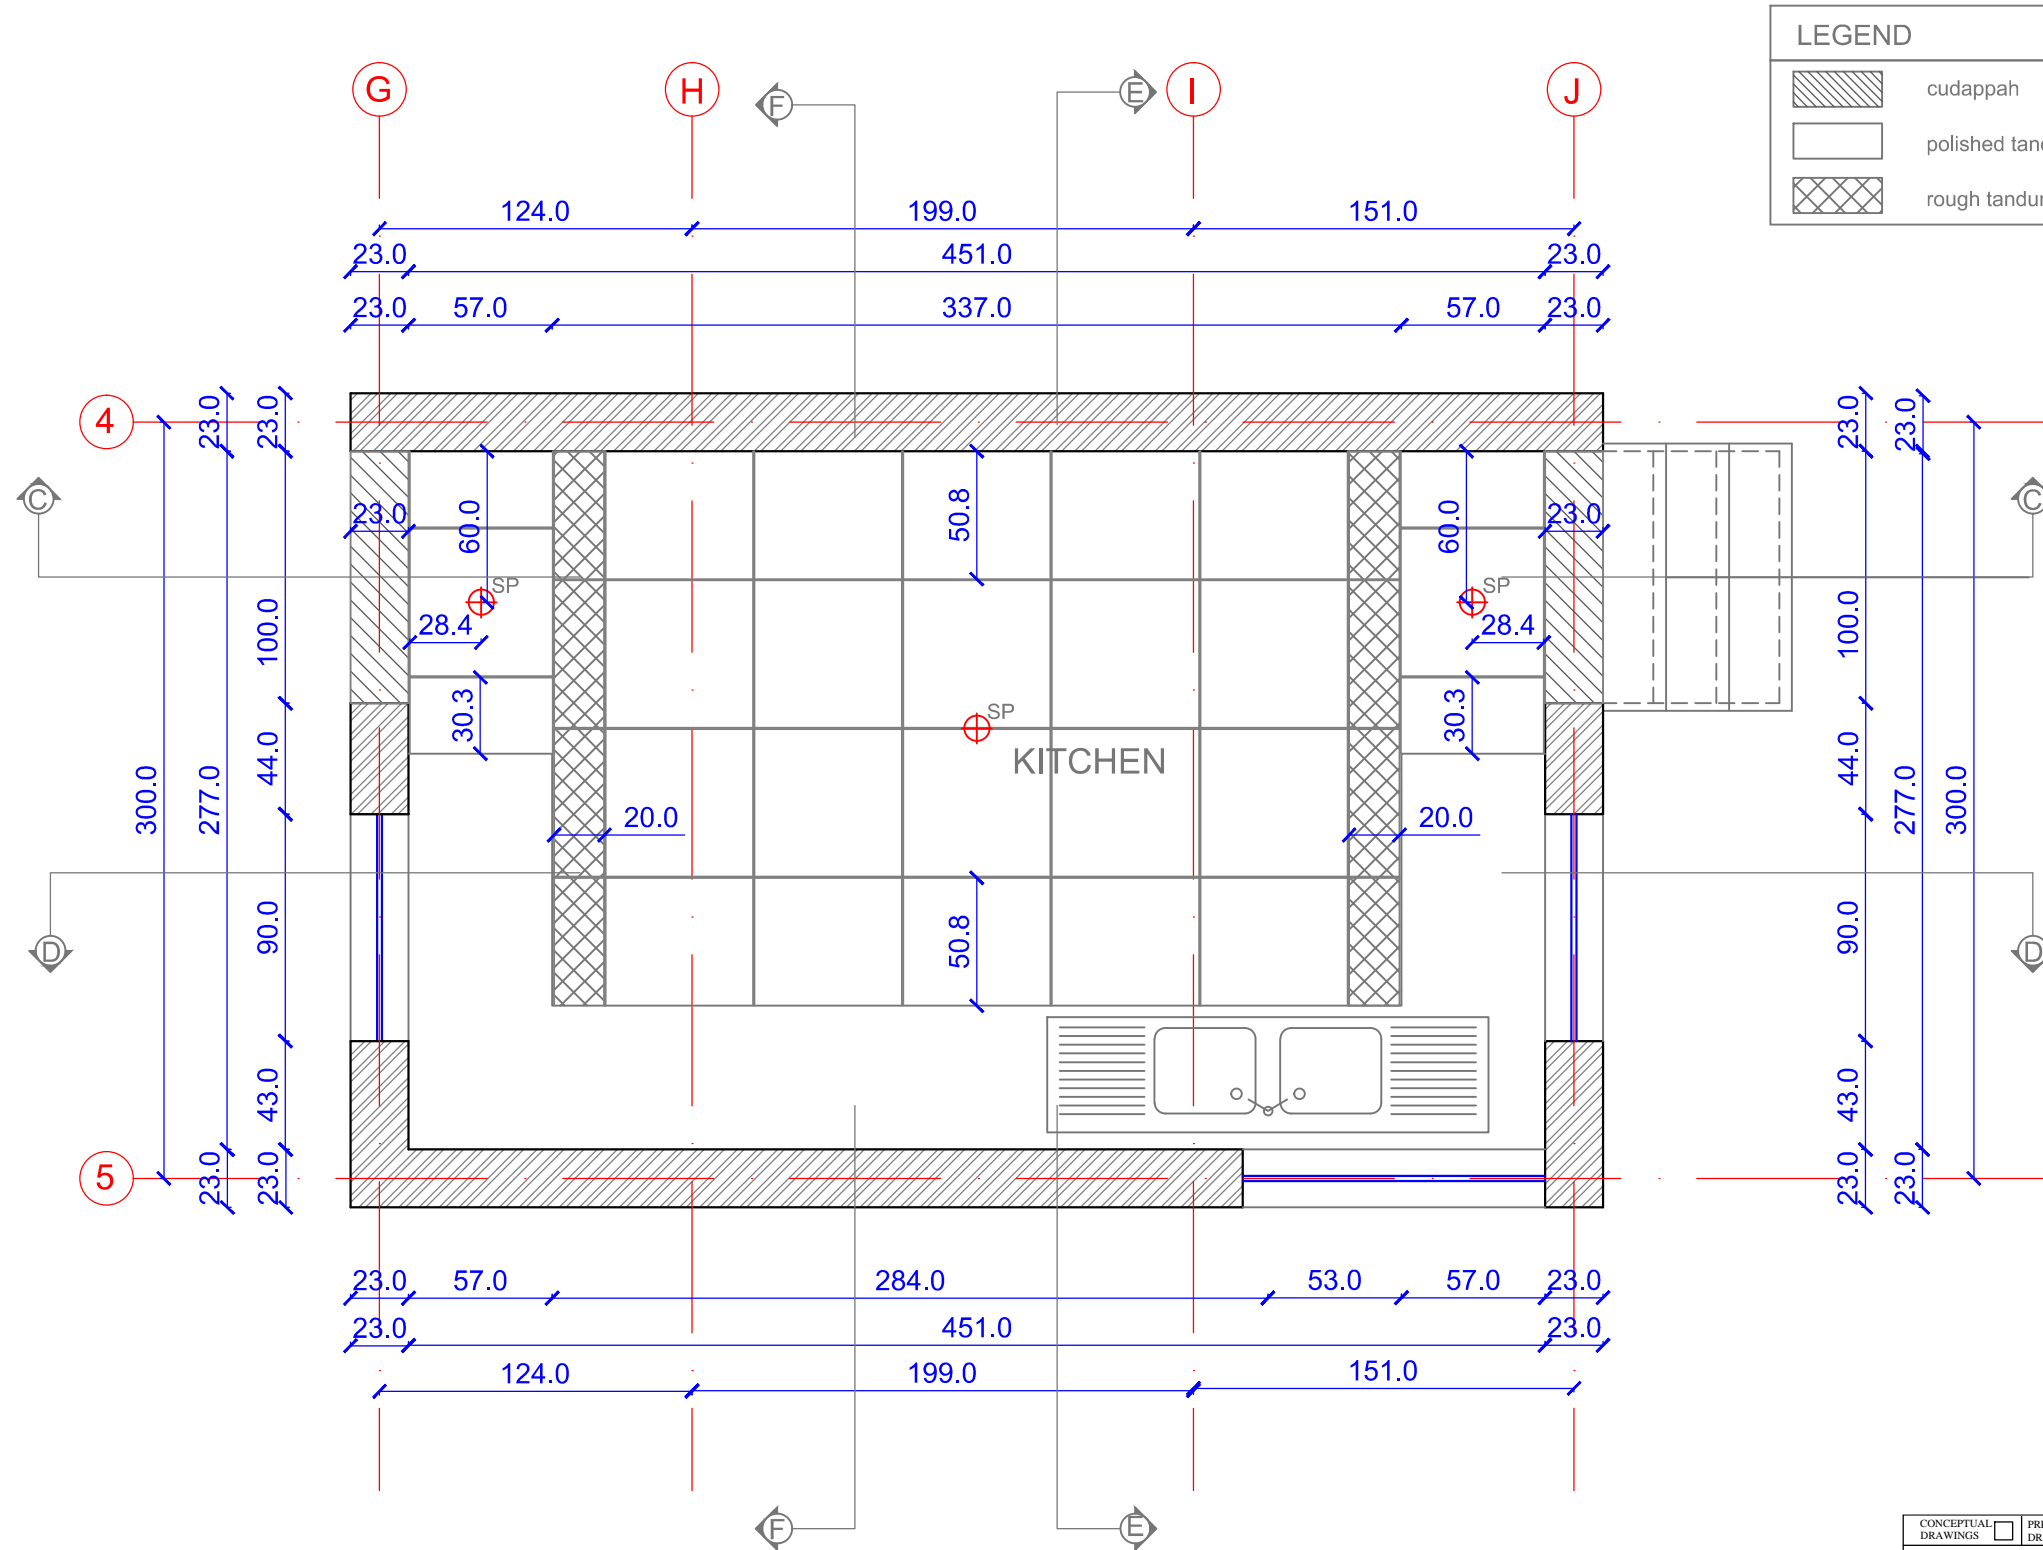 LEGEND
cudappah
polished tand
rough tandur
G H F E I J
124.0 199.0 151.0
23.0 451.0 23.0
23.0 57.0 337.0 57.0 23.0
4
23.0 23.0 23.0 23.0
C 23.0 60.0 50.8 60.0 23.0 C
SP SP
100.0 28.4 28.4 100.0
30.3 SP 30.3
KITCHEN
300.0 277.0 44.0 44.0 277.0 300.0
20.0 20.0
D 90.0 50.8 90.0 D
43.0 43.0
5 23.0 23.0 23.0 23.0
23.0 57.0 284.0 53.0 57.0 23.0
23.0 451.0 23.0
124.0 199.0 151.0
F E
CONCEPTUAL
DRAWINGS